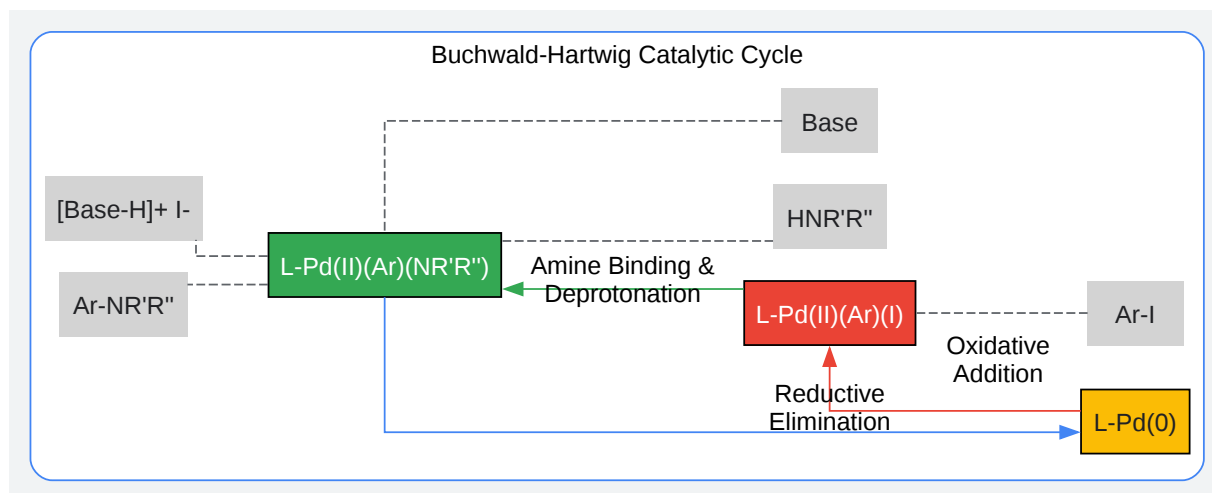 Buchwald-Hartwig Catalytic Cycle
Base
[Base-H]+ I-
HNR'R"
L-Pd(II)(Ar)(NR'R")
Amine Binding &
Deprotonation
Ar-NR'R"
L-Pd(II)(Ar)(I)
Ar-I
Oxidative
Addition
Reductive
Elimination
L-Pd(0)